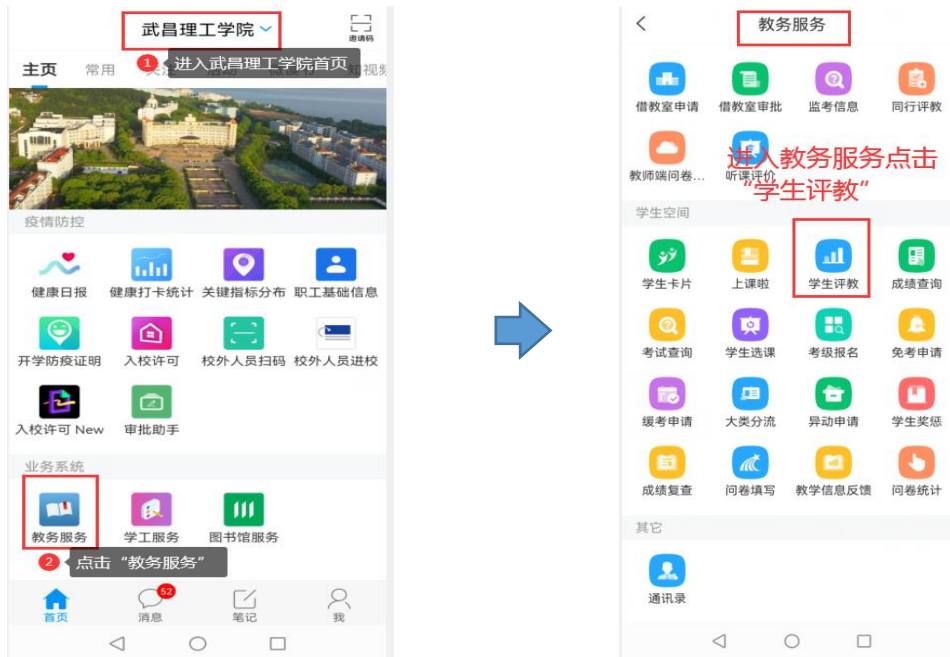 武昌理工学院
邀请码
1 进入武昌理工学院首页
主页 常用 关注
疫情防控
健康日报 健康打卡统计 关键指标分布 职工基础信息
开学防疫证明 入校许可 校外人员扫码 校外人员进校
入校许可 New 审批助手
业务系统
教务服务 学工服务 图书馆服务
2 点击“教务服务”
52
首页 消息 笔记 我
教务服务
借教室申请 借教室审批 监考信息 同行评教
教师端问卷... 听课评价
进入教务服务点击
“学生评教”
学生空间
学生卡片 上课啦 学生评教 成绩查询
考试查询 学生选课 考级报名 免考申请
缓考申请 大类分流 异动申请 学生奖惩
成绩复查 问卷填写 教学信息反馈 问卷统计
其它
通讯录